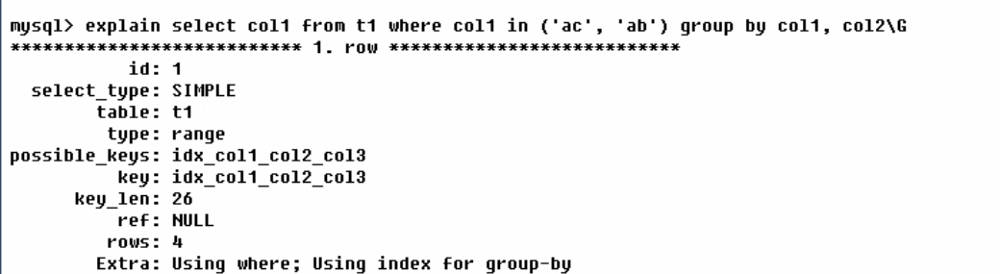 mysql> explain select col1 from t1 where col1 in ('ac', 'ab') group by col1, col2\G
*************************** 1. row ***************************
id: 1
select_type: SIMPLE
table: t1
type: range
possible_keys: idx_col1_col2_col3
key: idx_col1_col2_col3
key_len: 26
ref: NULL
rows: 4
Extra: Using where; Using index for group-by